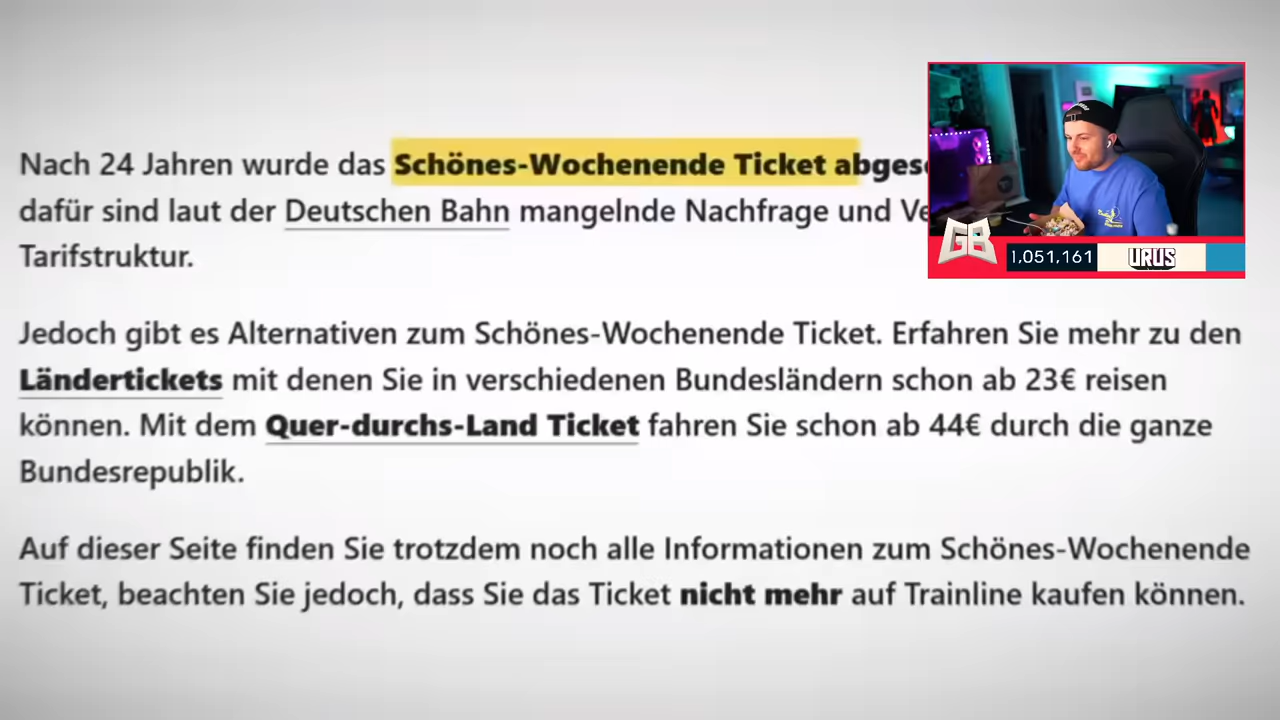 Nach 24 Jahren wurde das Schönes-Wochenende Ticket
dafür sind laut der Deutschen Bahn mangelnde Nachfrage und
Tarifstruktur.
Jedoch gibt es Alternativen zum Schönes-Wochenende Ticket. Erfahren Sie mehr zu den
Ländertickets mit denen Sie in verschiedenen Bundesländern schon ab 23€ reisen
können. Mit dem Quer-durchs-Land Ticket fahren Sie schon ab 44€ durch die ganze
Bundesrepublik.
Auf dieser Seite finden Sie trotzdem noch alle Informationen zum Schönes-Wochenende
Ticket, beachten Sie jedoch, dass Sie das Ticket nicht mehr auf Trainline kaufen können.
GB
1,051,161
URUS